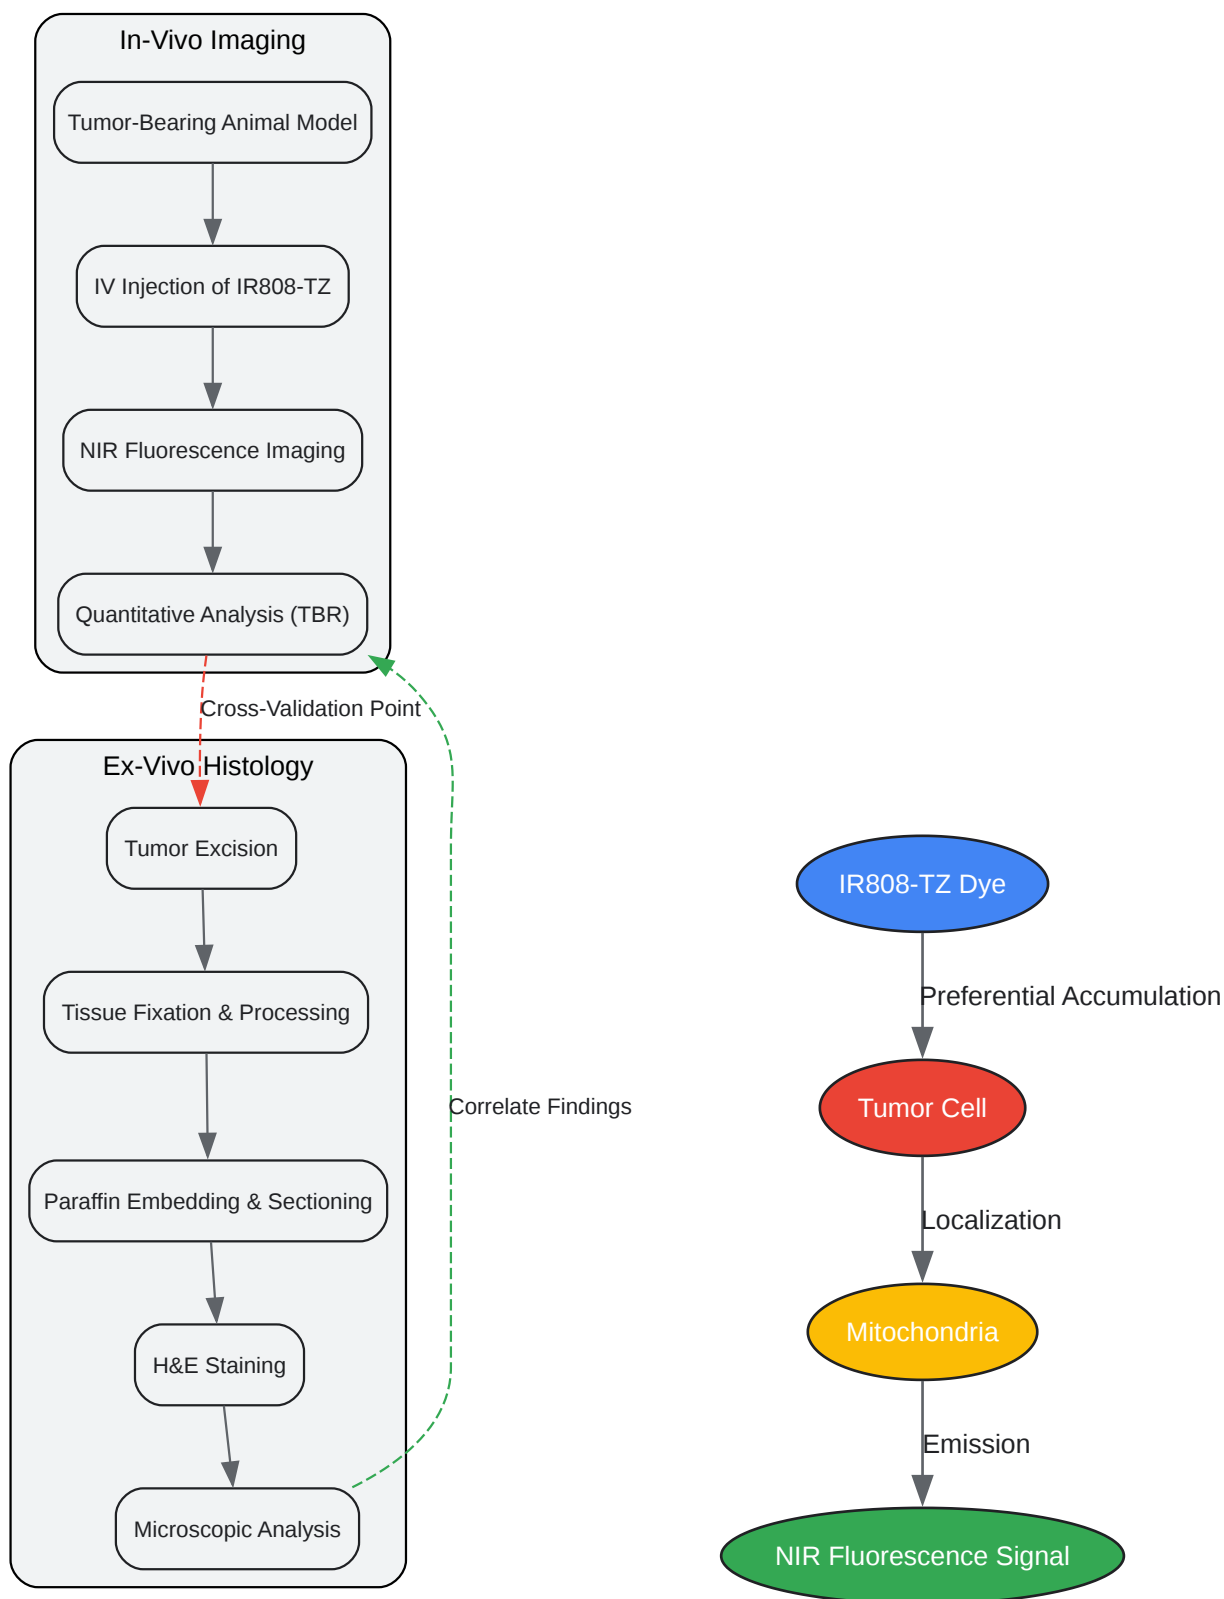 In-Vivo Imaging
Tumor-Bearing Animal Model
IV Injection of IR808-TZ
NIR Fluorescence Imaging
Quantitative Analysis (TBR)
Cross-Validation Point
Ex-Vivo Histology
Tumor Excision
Tissue Fixation & Processing
Correlate Findings
Paraffin Embedding & Sectioning
H&E Staining
Microscopic Analysis
IR808-TZ Dye
Preferential Accumulation
Tumor Cell
Localization
Mitochondria
Emission
NIR Fluorescence Signal